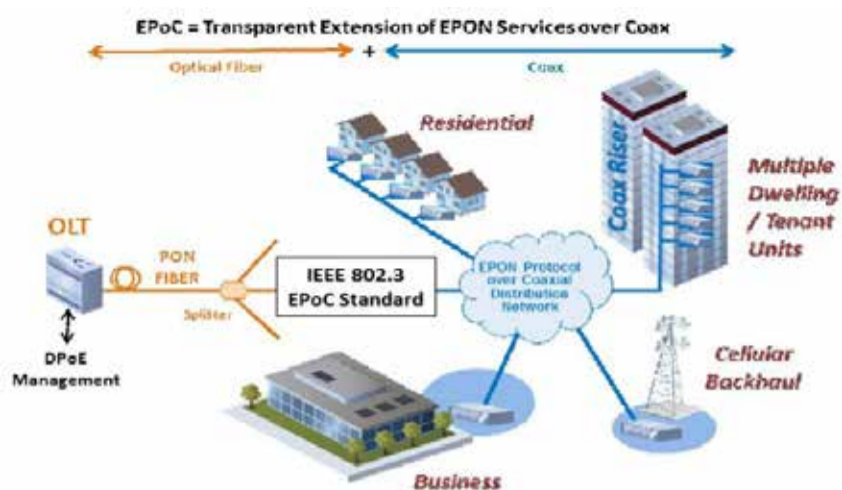 EPoC = Transparent Extension of EPON Services over Coax
Optical Fiber
+
Coax
Residential
Coax Riser
Multiple
Dwelling
/ Tenant
Units
OLT
PON
FIBER
Splitter
IEEE 802.3
EPoC Standard
EPON Protocol
over Coaxial
Distribution
Network
DPoE
Management
Cellular
Backhaul
Business